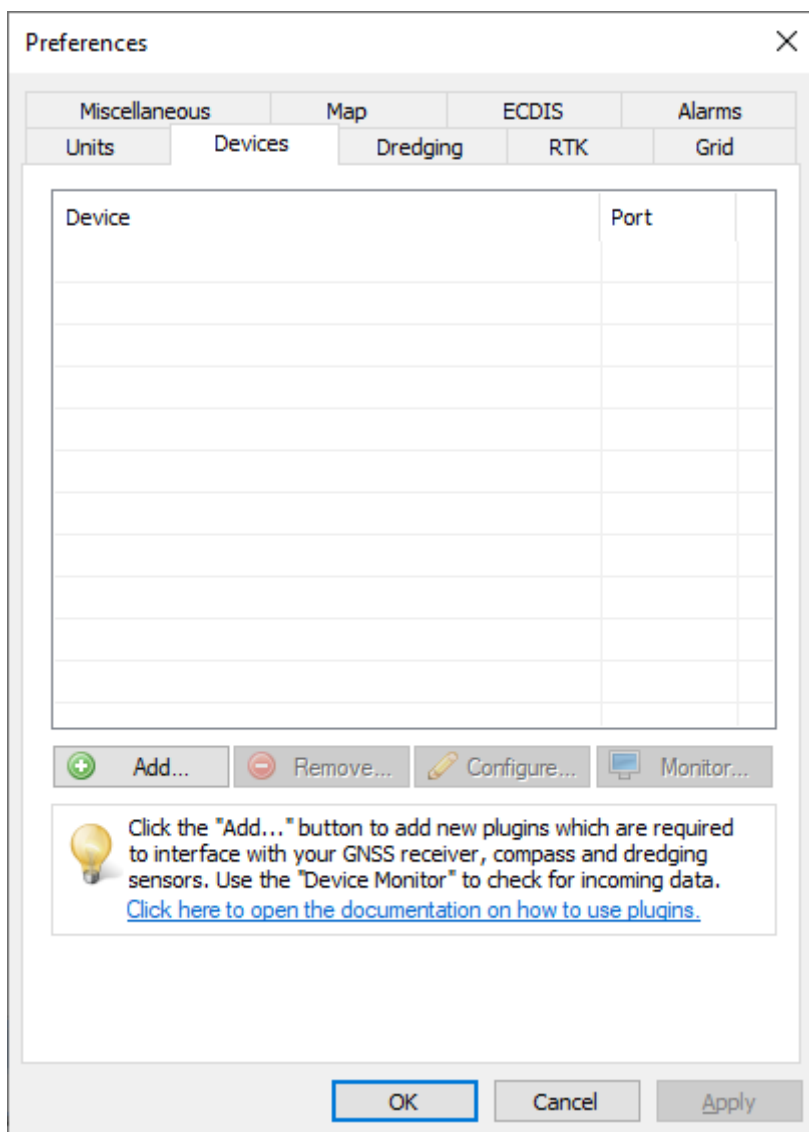 Preferences
Miscellaneous Map ECDIS Alarms
Units Devices Dredging RTK Grid
Device Port
Add... Remove... Configure... Monitor...
Click the "Add..." button to add new plugins which are required
to interface with your GNSS receiver, compass and dredging
sensors. Use the "Device Monitor" to check for incoming data.
Click here to open the documentation on how to use plugins.
OK Cancel Apply